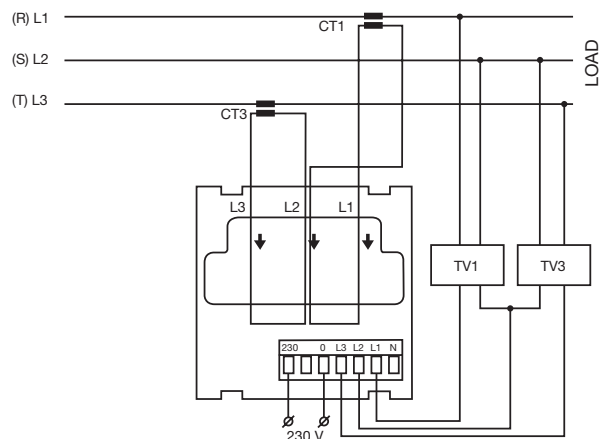 (R) L1
CT1
(S) L2
LOAD
(T) L3
CT3
L3 L2 L1
TV1 TV3
230 0 L3 L2 L1 N
230 V